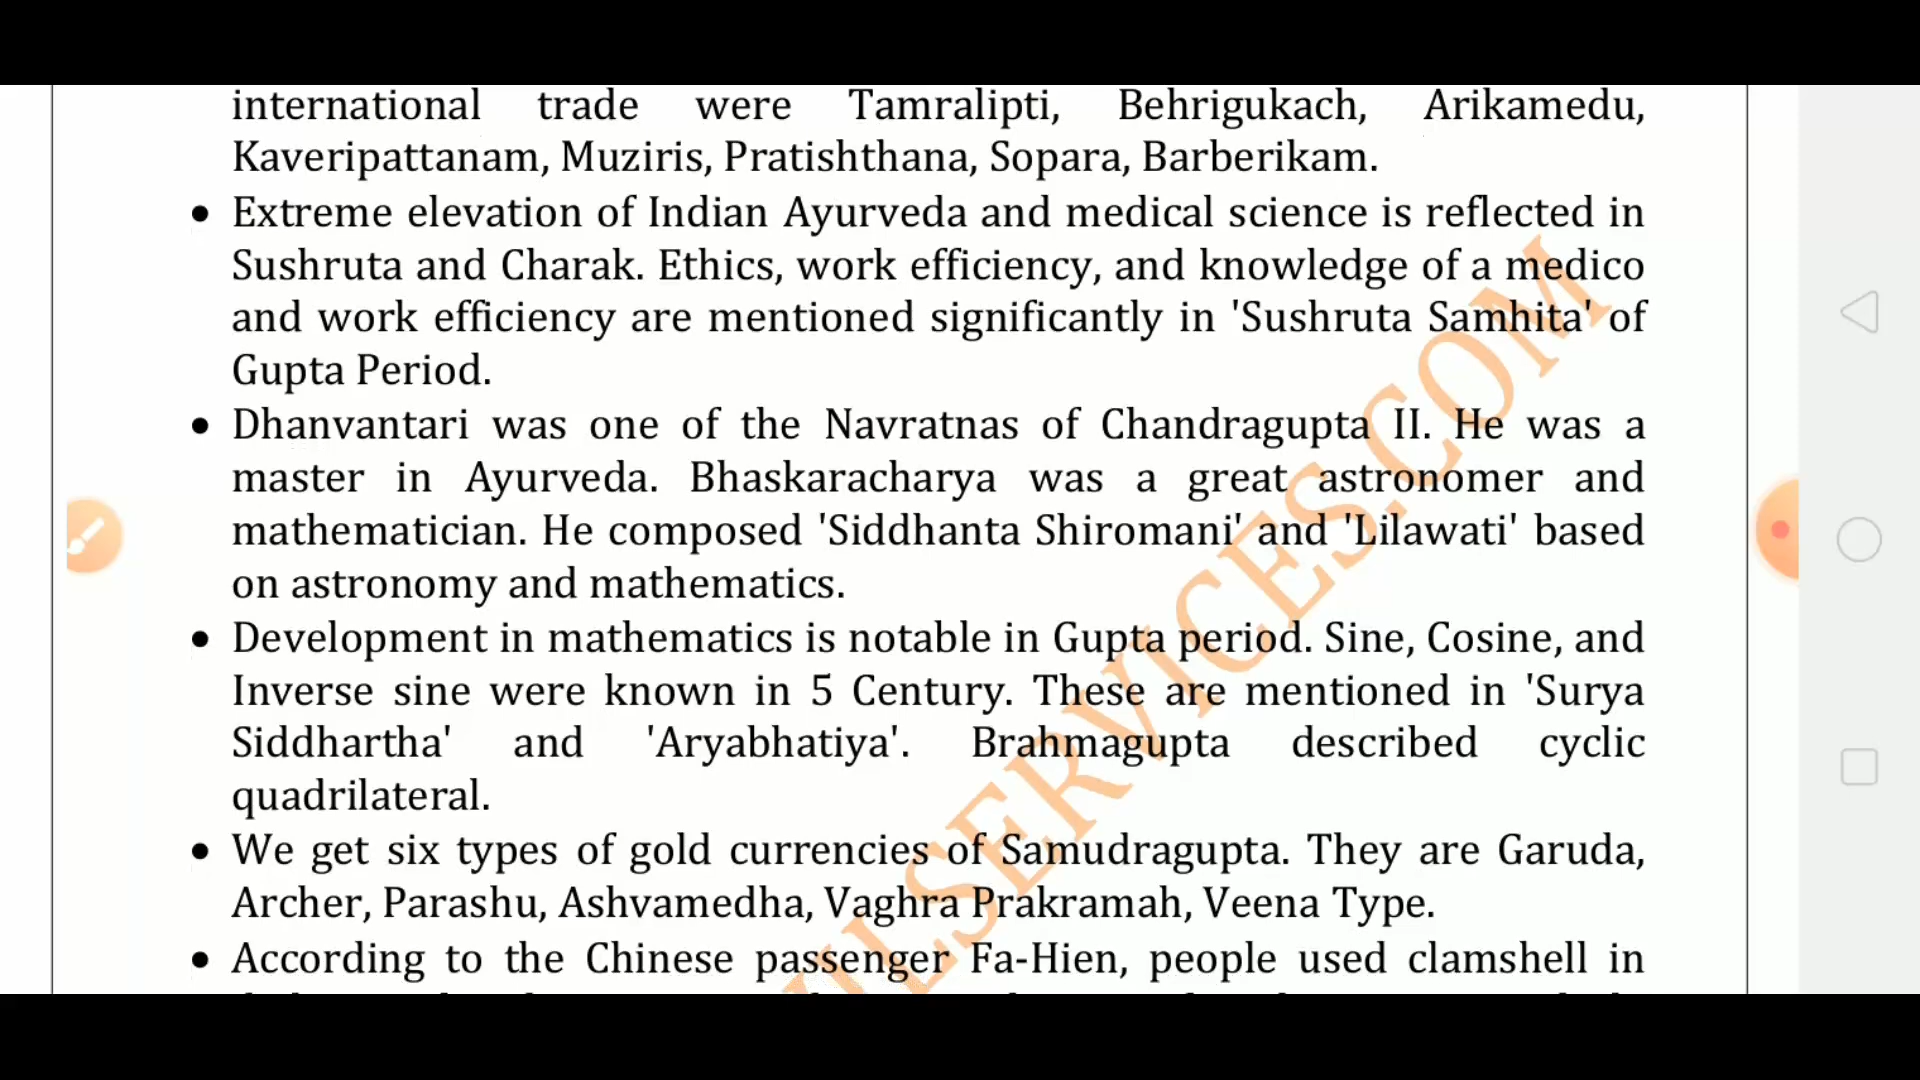 international trade were Tamralipti, Behrigukach, Arikamedu,
Kaveripattanam, Muziris, Pratishthana, Sopara, Barberikam.
• Extreme elevation of Indian Ayurveda and medical science is reflected in
Sushruta and Charak. Ethics, work efficiency, and knowledge of a medico
and work efficiency are mentioned significantly in 'Sushruta Samhita' of
Gupta Period.
• Dhanvantari was one of the Navratnas of Chandragupta II. He was a
master in Ayurveda. Bhaskaracharya was a great astronomer and
mathematician. He composed 'Siddhanta Shiromani' and 'Lilawati' based
on astronomy and mathematics.
• Development in mathematics is notable in Gupta period. Sine, Cosine, and
Inverse sine were known in 5 Century. These are mentioned in 'Surya
Siddhartha' and 'Aryabhatiya'. Brahmagupta described cyclic
quadrilateral.
• We get six types of gold currencies of Samudragupta. They are Garuda,
Archer, Parashu, Ashvamedha, Vaghra Prakramah, Veena Type.
• According to the Chinese passenger Fa-Hien, people used clamshell in
ILSERVICES.COM